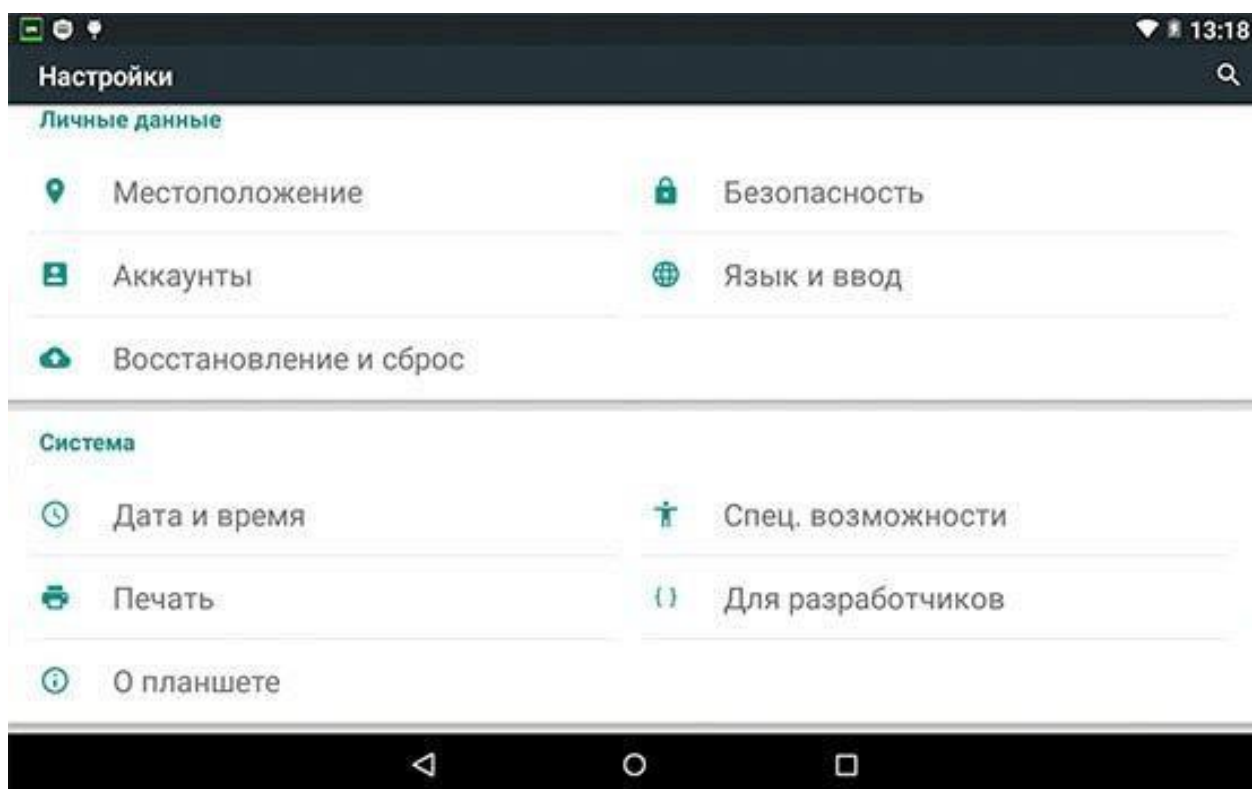 13:18
Настройки
Личные данные
Местоположение
Безопасность
Аккаунты
Язык и ввод
Восстановление и сброс
Система
Дата и время
Спец. возможности
Печать
{ } Для разработчиков
О планшете